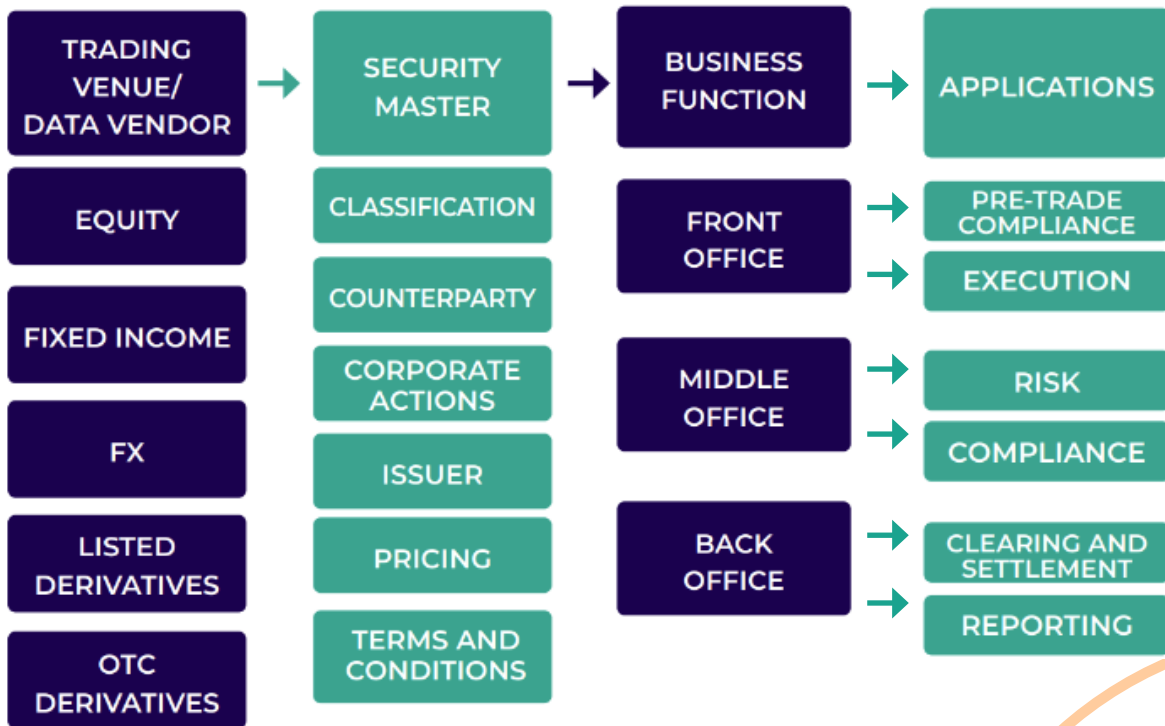 TRADING
VENUE/
DATA VENDOR
EQUITY
FIXED INCOME
FX
LISTED
DERIVATIVES
OTC
DERIVATIVES
SECURITY
MASTER
CLASSIFICATION
COUNTERPARTY
CORPORATE
ACTIONS
ISSUER
PRICING
TERMS AND
CONDITIONS
BUSINESS
FUNCTION
FRONT
OFFICE
MIDDLE
OFFICE
BACK
OFFICE
APPLICATIONS
PRE-TRADE
COMPLIANCE
EXECUTION
RISK
COMPLIANCE
CLEARING AND
SETTLEMENT
REPORTING